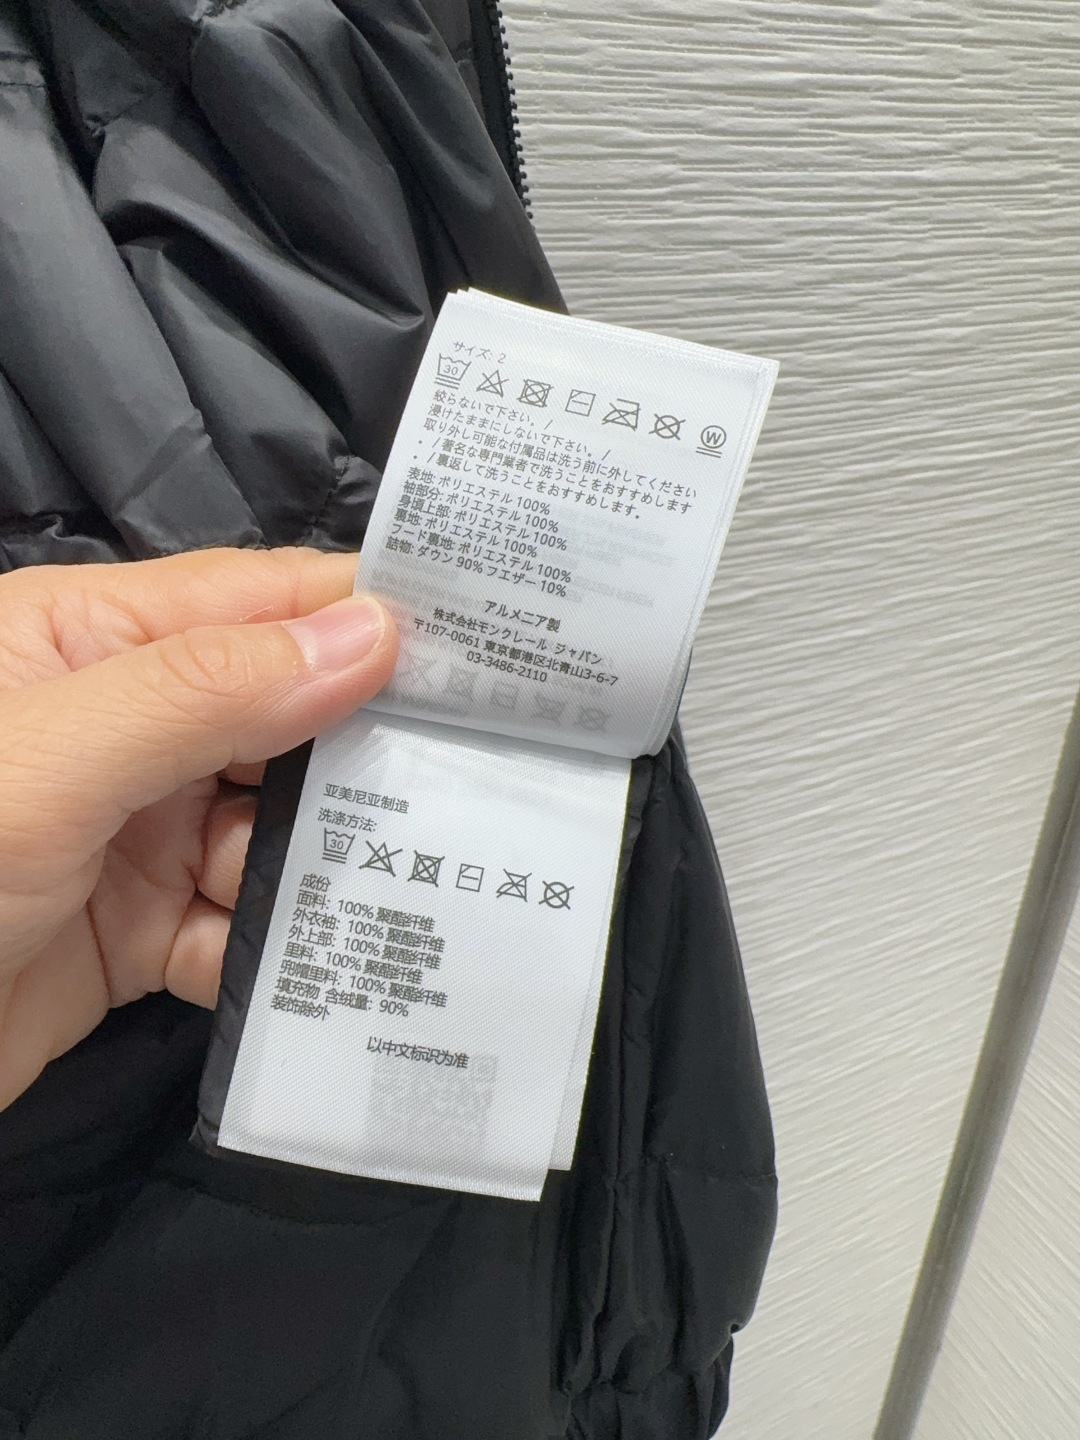 サイズ: 2
30
W
絞らないで下さい。/
浸けたままにしないで下さい。/
取り外し可能な付属品は洗う前に外してください
。/著名な専門業者で洗うことをおすすめします
。/裏返して洗うことをおすすめします。
表地: ポリエステル 100%
袖部分: ポリエステル 100%
身頃上部: ポリエステル 100%
裏地: ポリエステル 100%
フード裏地: ポリエステル 100%
詰物: ダウン 90% フエザー 10%
アルメニア製
株式会社モンクレール ジャパン
〒107-0061 東京都港区北青山3-6-7
03-3486-2110
亚美尼亚制造
洗涤方法:
30
成份
面料: 100% 聚酯纤维
外衣袖: 100% 聚酯纤维
外上部: 100% 聚酯纤维
里料: 100% 聚酯纤维
兜帽里料: 100% 聚酯纤维
填充物 含绒量: 90%
装饰除外
以中文标识为准